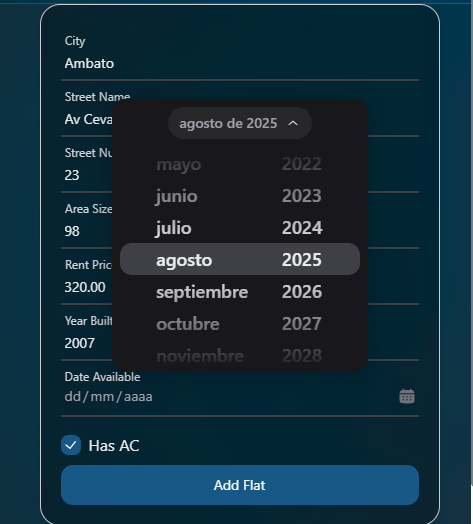 City
Ambato
Street Name
Av Ceva
agosto de 2025
Street Nu
23
mayo 2022
junio 2023
julio 2024
agosto 2025
septiembre 2026
octubre 2027
noviembre 2028
Area Size
98
Rent Pric
320.00
Year Built
2007
Date Available
dd/mm/aaaa
Has AC
Add Flat